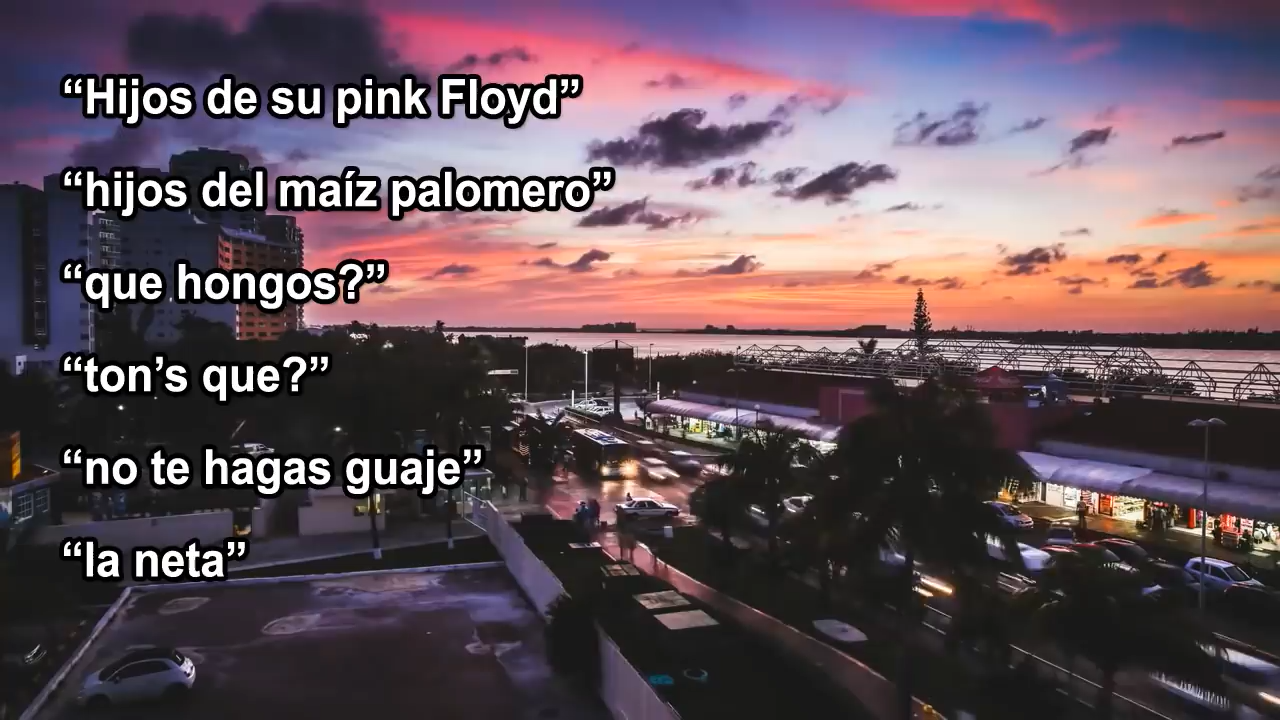 “Hijos de su pink Floyd”
“hijos del maíz palomero”
“que hongos?”
“ton’s que?”
“no te hagas guaje”
“la neta”